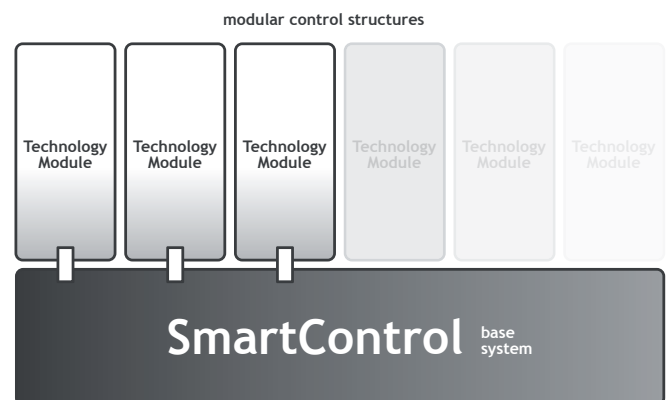 modular control structures
Technology
Module
Technology
Module
Technology
Module
Technology
Module
Technology
Module
Technology
Module
SmartControl
base
system